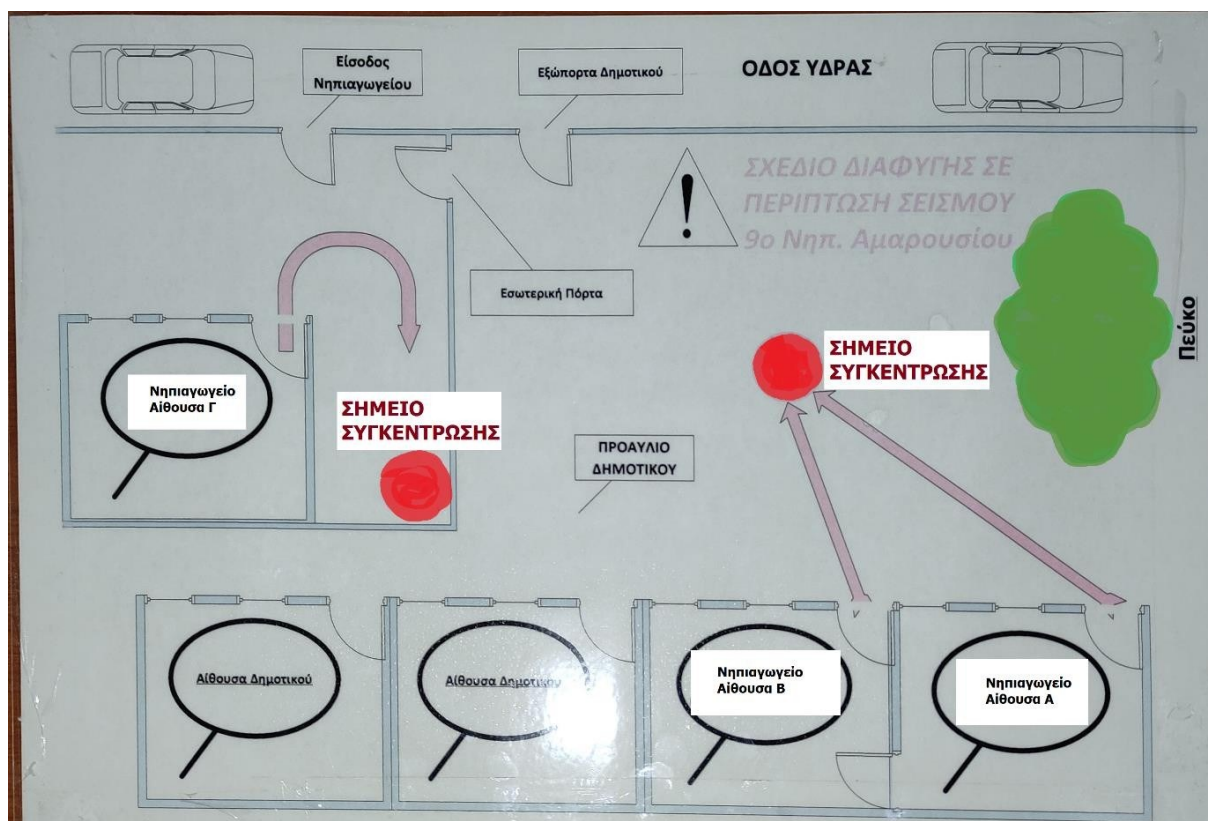 Είσοδος
Νηπιαγωγείου
Εξώπορτα Δημοτικού
ΟΔΟΣ ΥΔΡΑΣ
ΣΧΕΔΙΟ ΔΙΑΦΥΓΗΣ ΣΕ
ΠΕΡΙΠΤΩΣΗ ΣΕΙΣΜΟΥ
9ο Νηπ. Αμαρουσίου
!
Εσωτερική Πόρτα
Πεύκο
ΣΗΜΕΙΟ
ΣΥΓΚΕΝΤΡΩΣΗΣ
Νηπιαγωγείο
Αίθουσα Γ
ΣΗΜΕΙΟ
ΣΥΓΚΕΝΤΡΩΣΗΣ
ΠΡΟΑΥΛΙΟ
ΔΗΜΟΤΙΚΟΥ
Αίθουσα Δημοτικού
Αίθουσα Δημοτικού
Νηπιαγωγείο
Αίθουσα Β
Νηπιαγωγείο
Αίθουσα Α